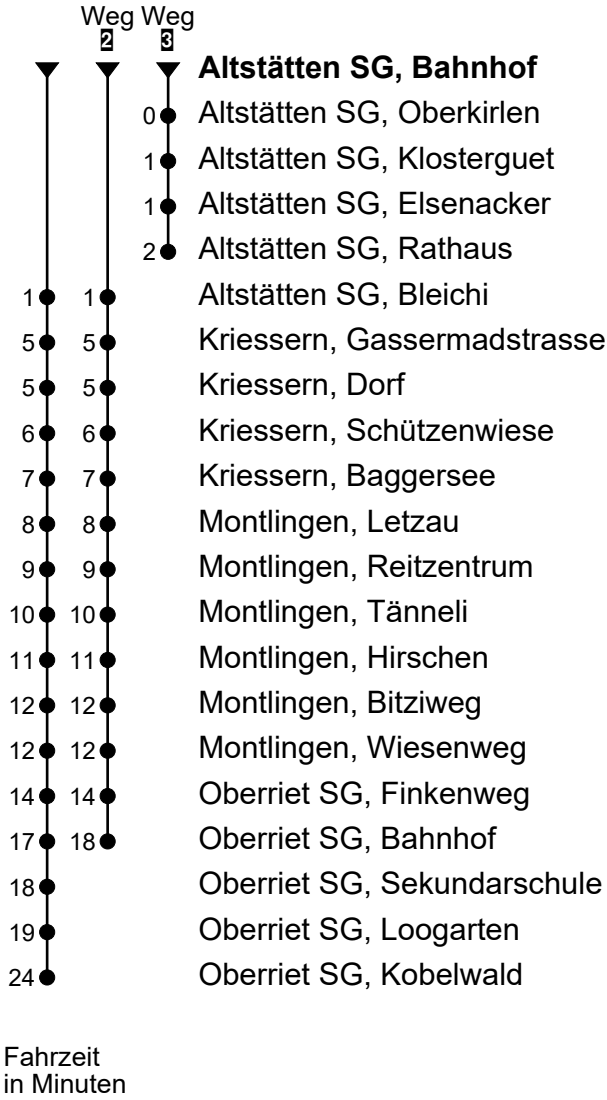 Weg Weg
2 3
Altstätten SG, Bahnhof
0 Altstätten SG, Oberkirlen
1 Altstätten SG, Klosterguet
1 Altstätten SG, Elsenacker
2 Altstätten SG, Rathaus
1 1 Altstätten SG, Bleichi
5 5 Kriessern, Gassermadstrasse
5 5 Kriessern, Dorf
6 6 Kriessern, Schützenwiese
7 7 Kriessern, Baggersee
8 8 Montlingen, Letzau
9 9 Montlingen, Reitzentrum
10 10 Montlingen, Tänneli
11 11 Montlingen, Hirschen
12 12 Montlingen, Bitziweg
12 12 Montlingen, Wiesenweg
14 14 Oberriet SG, Finkenweg
17 18 Oberriet SG, Bahnhof
18 Oberriet SG, Sekundarschule
19 Oberriet SG, Loogarten
24 Oberriet SG, Kobelwald
Fahrzeit
in Minuten